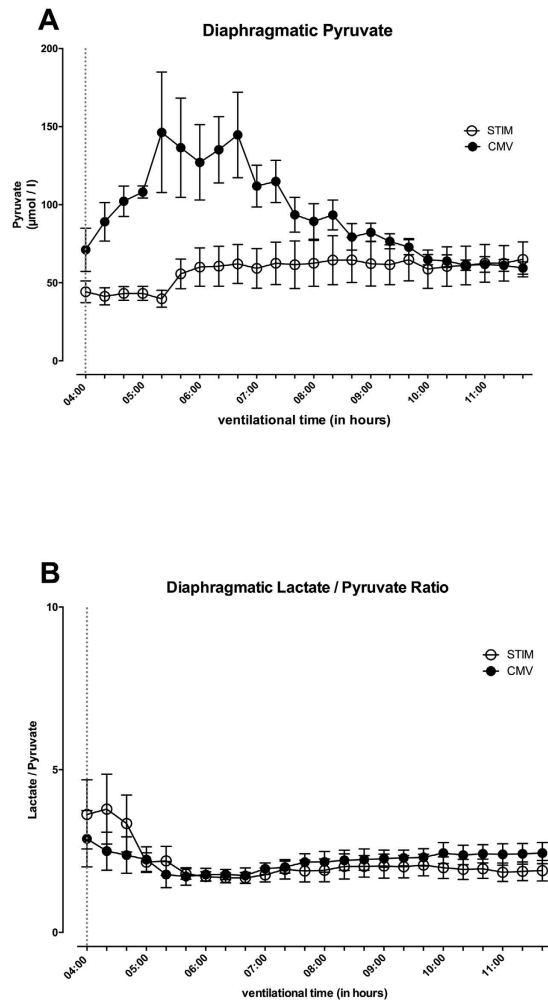 A
Diaphragmatic Pyruvate
200
150
100
50
0
Pyruvate
(μmol / l)
STIM
CMV
04:00
05:00
06:00
07:00
08:00
09:00
10:00
11:00
ventilational time (in hours)
B
Diaphragmatic Lactate / Pyruvate Ratio
10
5
0
Lactate / Pyruvate
STIM
CMV
04:00
05:00
06:00
07:00
08:00
09:00
10:00
11:00
ventilational time (in hours)